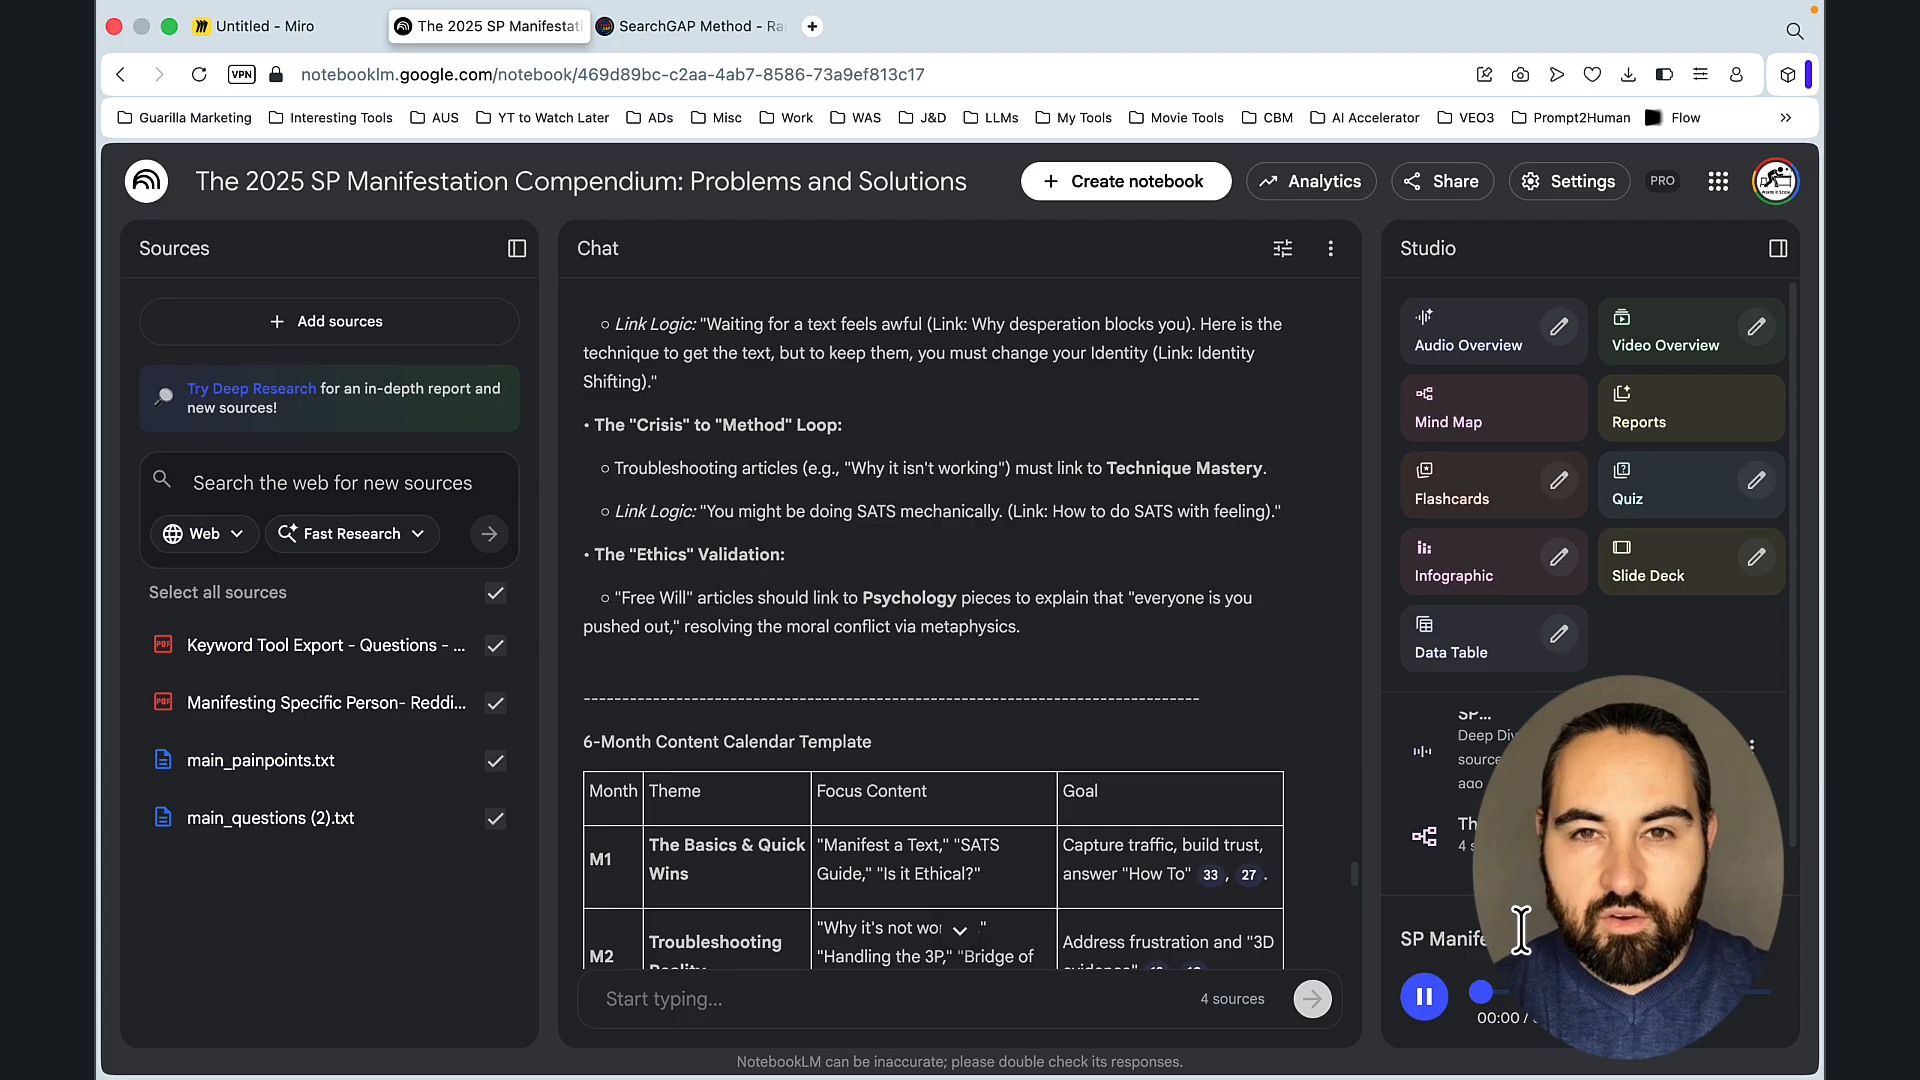 Untitled - Miro
The 2025 SP Manifestati
SearchGAP Method - Ra
VPN
notebooklm.google.com/notebook/469d89bc-c2aa-4ab7-8586-73a9ef813c17
Guarilla Marketing
Interesting Tools
AUS
YT to Watch Later
ADs
Misc
Work
WAS
J&D
LLMs
My Tools
Movie Tools
CBM
AI Accelerator
VEO3
Prompt2Human
Flow
The 2025 SP Manifestation Compendium: Problems and Solutions
Create notebook
Analytics
Share
Settings
PRO
Sources
Add sources
Try Deep Research for an in-depth report and
new sources!
Search the web for new sources
Web
Fast Research
Select all sources
Keyword Tool Export - Questions - ...
Manifesting Specific Person- Reddi...
main_painpoints.txt
main_questions (2).txt
Chat
○ Link Logic: "Waiting for a text feels awful (Link: Why desperation blocks you). Here is the
technique to get the text, but to keep them, you must change your Identity (Link: Identity
Shifting)."
• The "Crisis" to "Method" Loop:
○ Troubleshooting articles (e.g., "Why it isn't working") must link to Technique Mastery.
○ Link Logic: "You might be doing SATS mechanically. (Link: How to do SATS with feeling)."
• The "Ethics" Validation:
○ "Free Will" articles should link to Psychology pieces to explain that "everyone is you
pushed out," resolving the moral conflict via metaphysics.
--------------------------------------------------------------------------------
6-Month Content Calendar Template
Month Theme Focus Content Goal
M1 The Basics & Quick Wins "Manifest a Text," "SATS Guide," "Is it Ethical?" Capture traffic, build trust, answer "How To" 33 , 27 .
M2 Troubleshooting "Why it's not wor "Handling the 3P," "Bridge of Address frustration and "3D
Start typing...
4 sources
NotebookLM can be inaccurate; please double check its responses.
Studio
Audio Overview
Video Overview
Mind Map
Reports
Flashcards
Quiz
Infographic
Slide Deck
Data Table
SP...
Deep Div
source
ago
Th
4 s
SP Manife
00:00 /